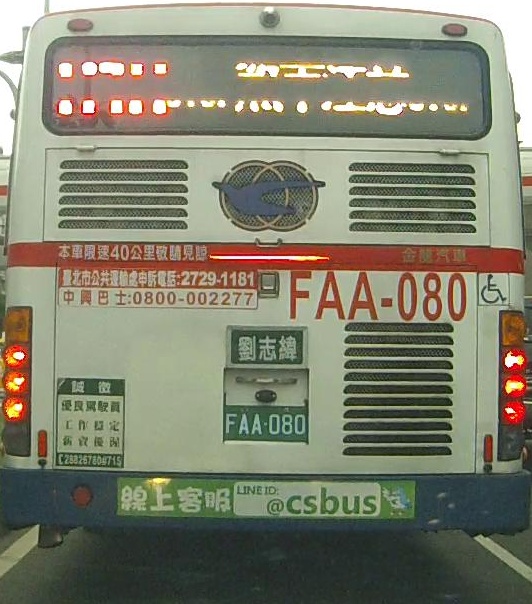 本車限速40公里敬請見諒
金龍汽車
臺北市公共運輸處申訴電話:2729-1181
中興巴士:0800-002277
FAA-080
劉志緯
FAA-080
誠徵
優良駕駛員
工作穩定
薪資優渥
28826780#715
線上客服 LINE ID: @csbus